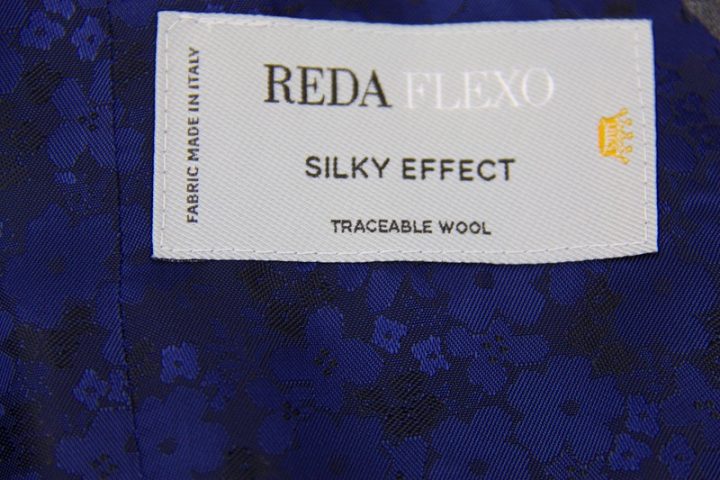 FABRIC MADE IN ITALY
REDA FLEXO
SILKY EFFECT
TRACEABLE WOOL